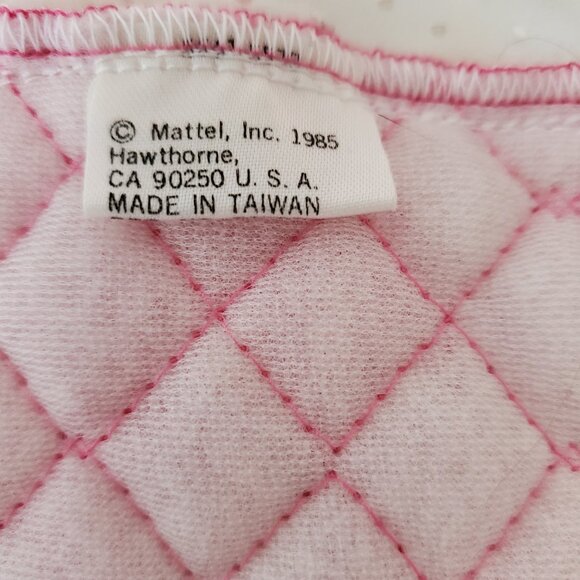 © Mattel, Inc. 1985
Hawthorne,
CA 90250 U. S. A.
MADE IN TAIWAN